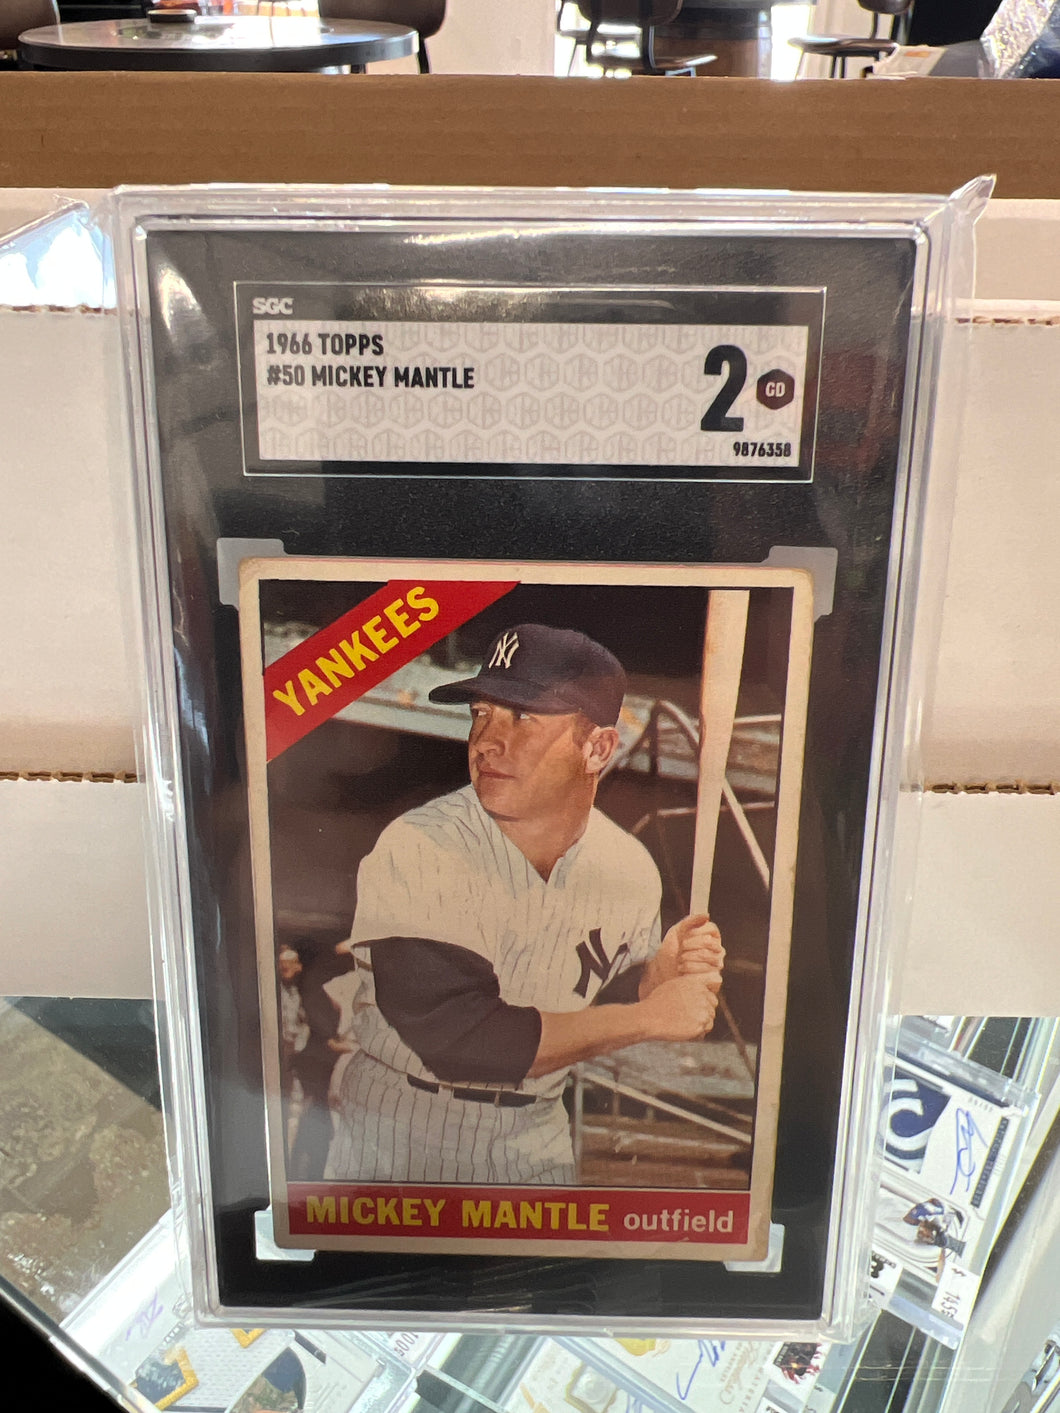 SGC
1966 TOPPS
#50 MICKEY MANTLE
2
GD
9876358
YANKEES
NY
NY
MICKEY MANTLE outfield